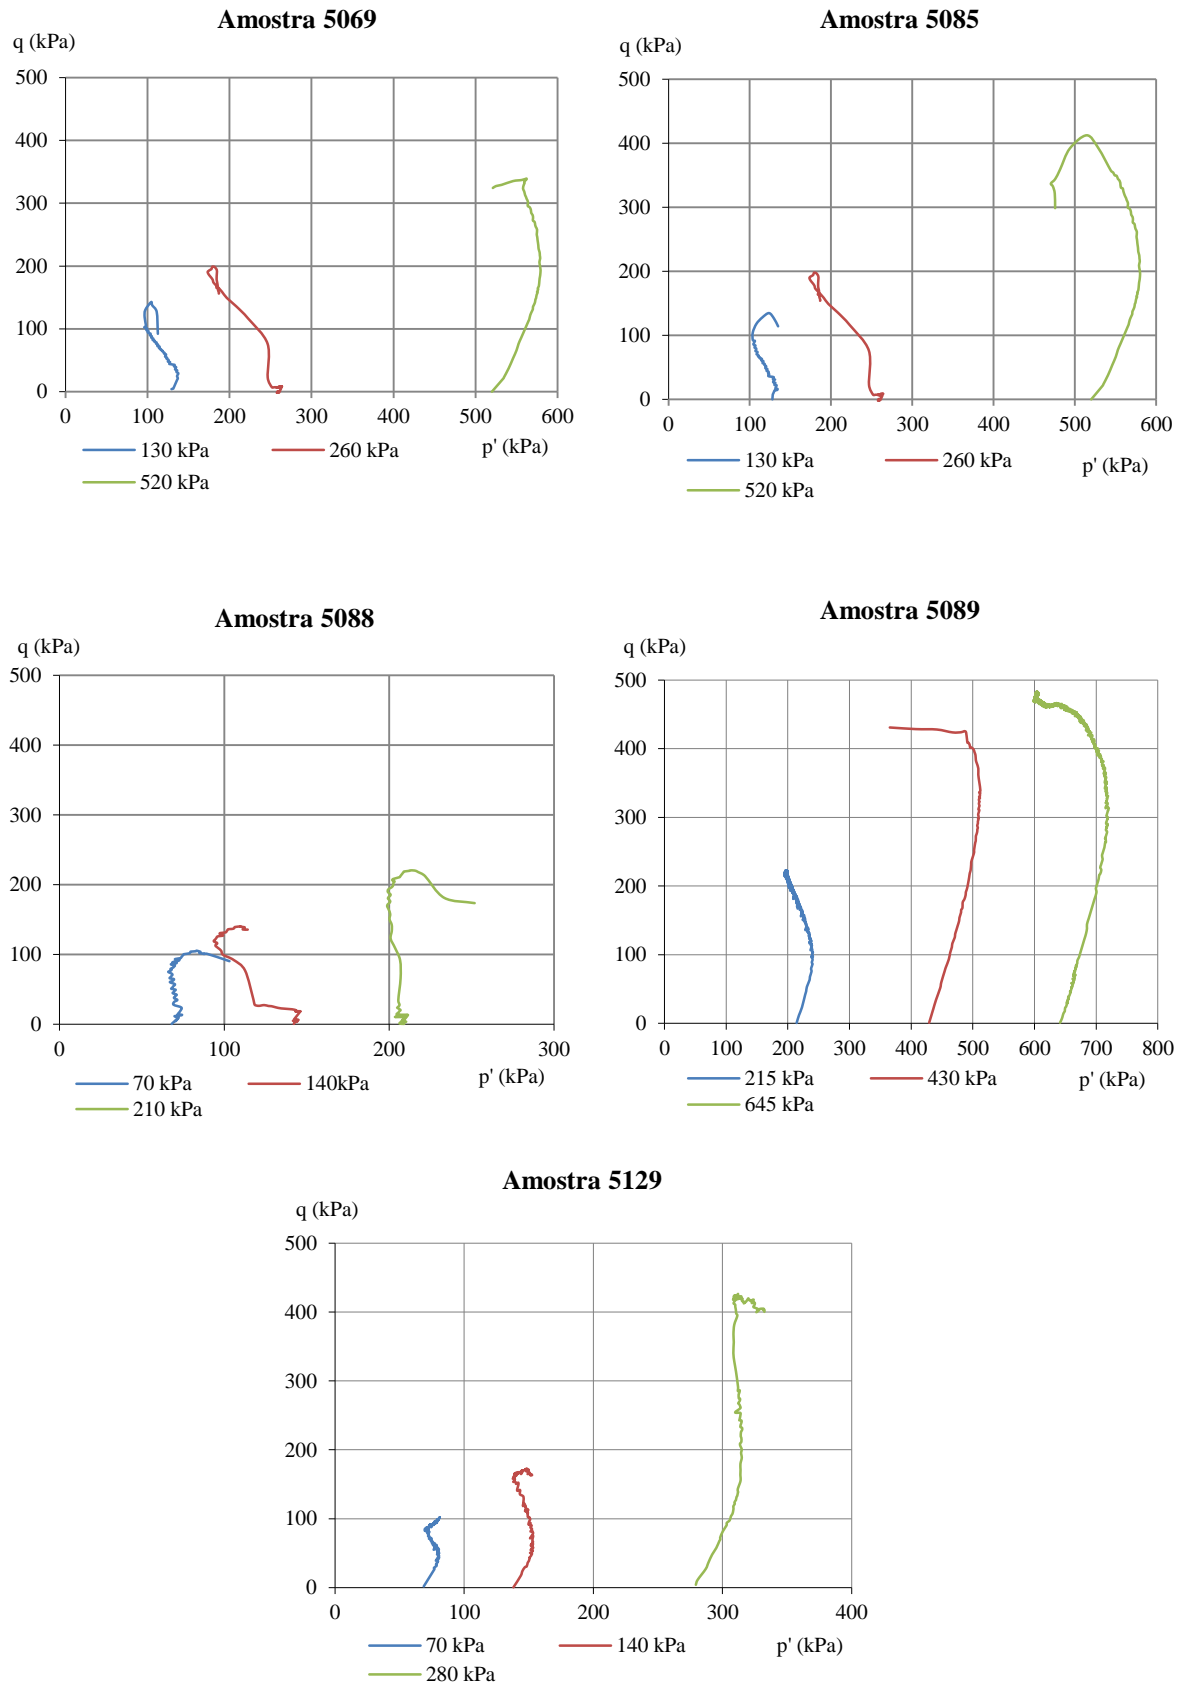 Amostra 5069
q (kPa)
500
400
300
200
100
0
0 100 200 300 400 500 600
130 kPa 260 kPa p' (kPa)
520 kPa
Amostra 5085
q (kPa)
500
400
300
200
100
0
0 100 200 300 400 500 600
130 kPa 260 kPa p' (kPa)
520 kPa
Amostra 5088
q (kPa)
500
400
300
200
100
0
0 100 200 300
70 kPa 140kPa p' (kPa)
210 kPa
Amostra 5089
q (kPa)
500
400
300
200
100
0
0 100 200 300 400 500 600 700 800
215 kPa 430 kPa p' (kPa)
645 kPa
Amostra 5129
q (kPa)
500
400
300
200
100
0
0 100 200 300 400
70 kPa 140 kPa p' (kPa)
280 kPa